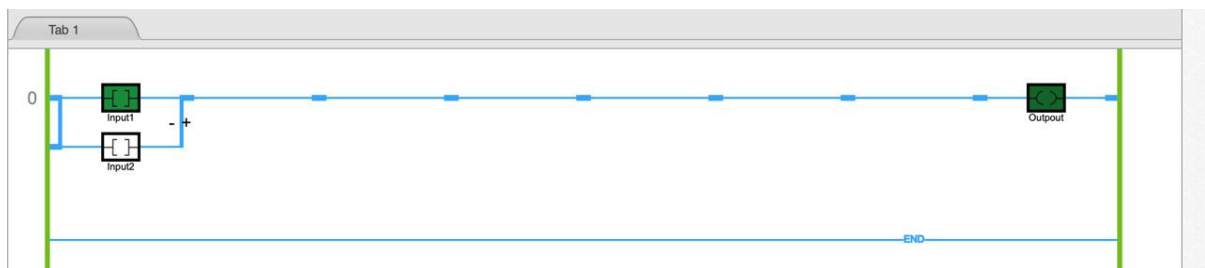 Tab 1
0
Input1
Outpout
- +
Input2
END